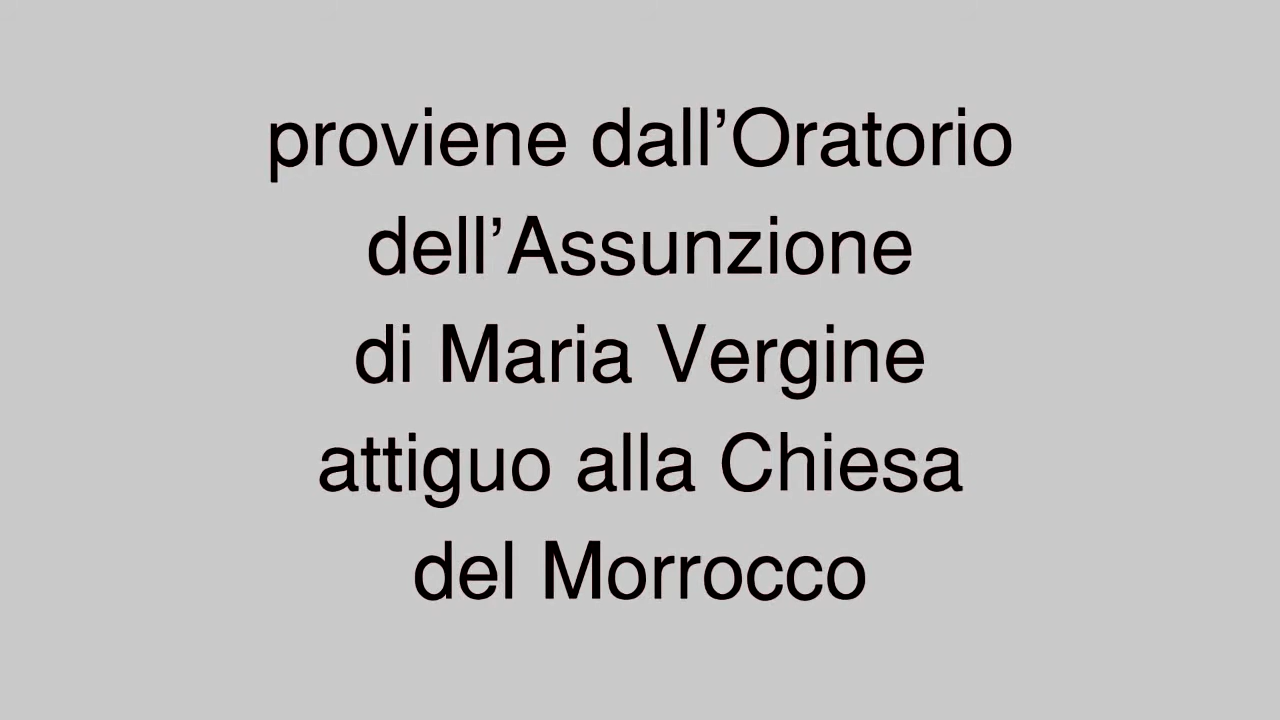 proviene dall’Oratorio
dell’Assunzione
di Maria Vergine
attiguo alla Chiesa
del Morrocco